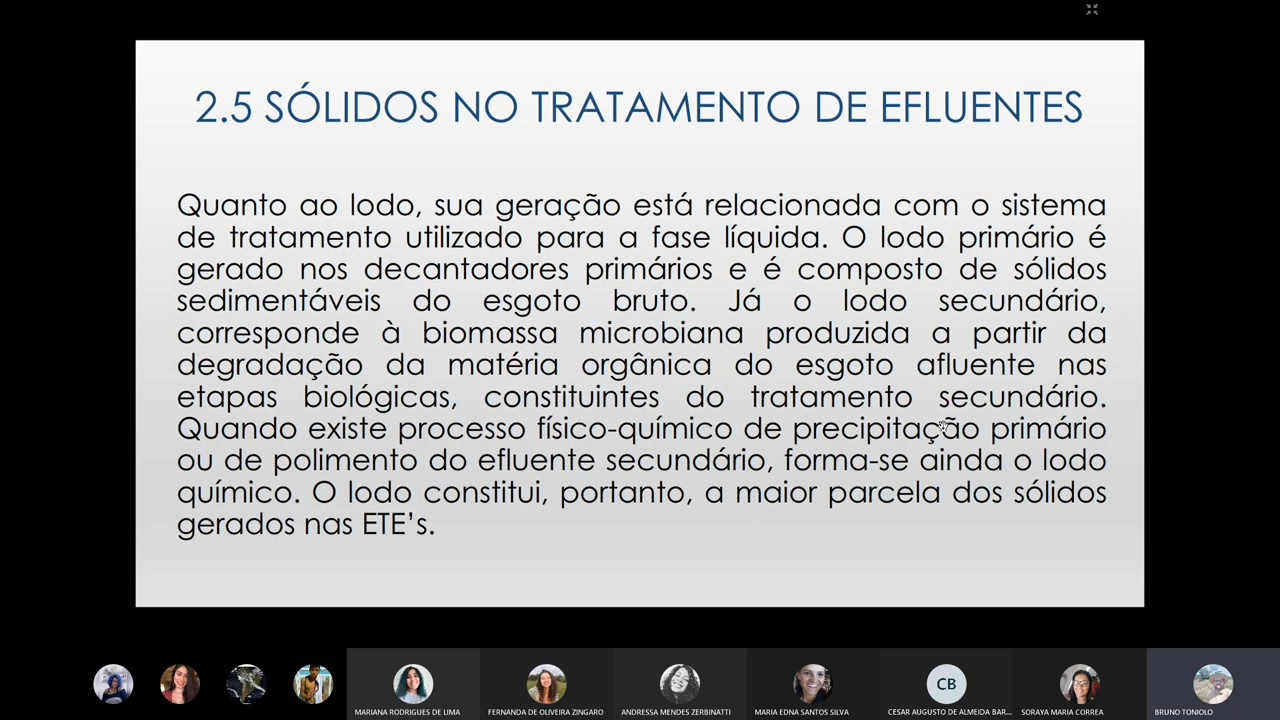 2.5 SÓLIDOS NO TRATAMENTO DE EFLUENTES
Quanto ao lodo, sua geração está relacionada com o sistema
de tratamento utilizado para a fase líquida. O lodo primário é
gerado nos decantadores primários e é composto de sólidos
sedimentáveis do esgoto bruto. Já o lodo secundário,
corresponde à biomassa microbiana produzida a partir da
degradação da matéria orgânica do esgoto afluente nas
etapas biológicas, constituintes do tratamento secundário.
Quando existe processo físico-químico de precipitação primário
ou de polimento do efluente secundário, forma-se ainda o lodo
químico. O lodo constitui, portanto, a maior parcela dos sólidos
gerados nas ETE’s.
CB
MARIANA RODRIGUES DE LIMA
FERNANDA DE OLIVEIRA ZINGARO
ANDRESSA MENDES ZERBINATTI
MARIA EDNA SANTOS SILVA
CESAR AUGUSTO DE ALMEIDA BAR...
SORAYA MARIA CORREA
BRUNO TONIOLO